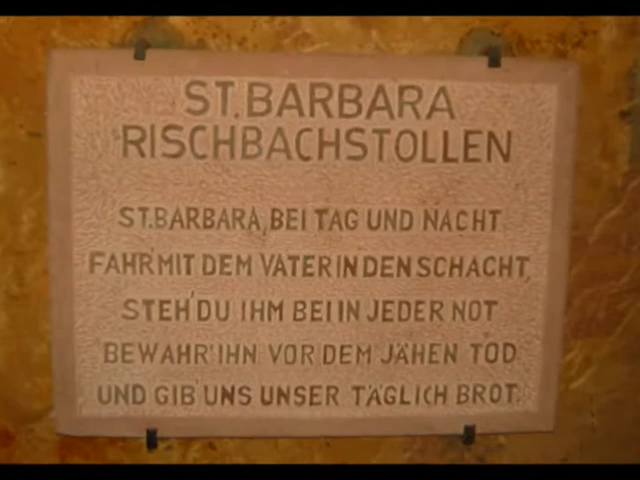 ST. BARBARA
RISCHBACHSTOLLEN
ST. BARBARA, BEI TAG UND NACHT
FAHR' MIT DEM VATER IN DEN SCHACHT,
STEH' DU IHM BEI IN JEDER NOT
BEWAHR' IHN VOR DEM JÄHEN TOD
UND GIB' UNS UNSER TÄGLICH BROT.